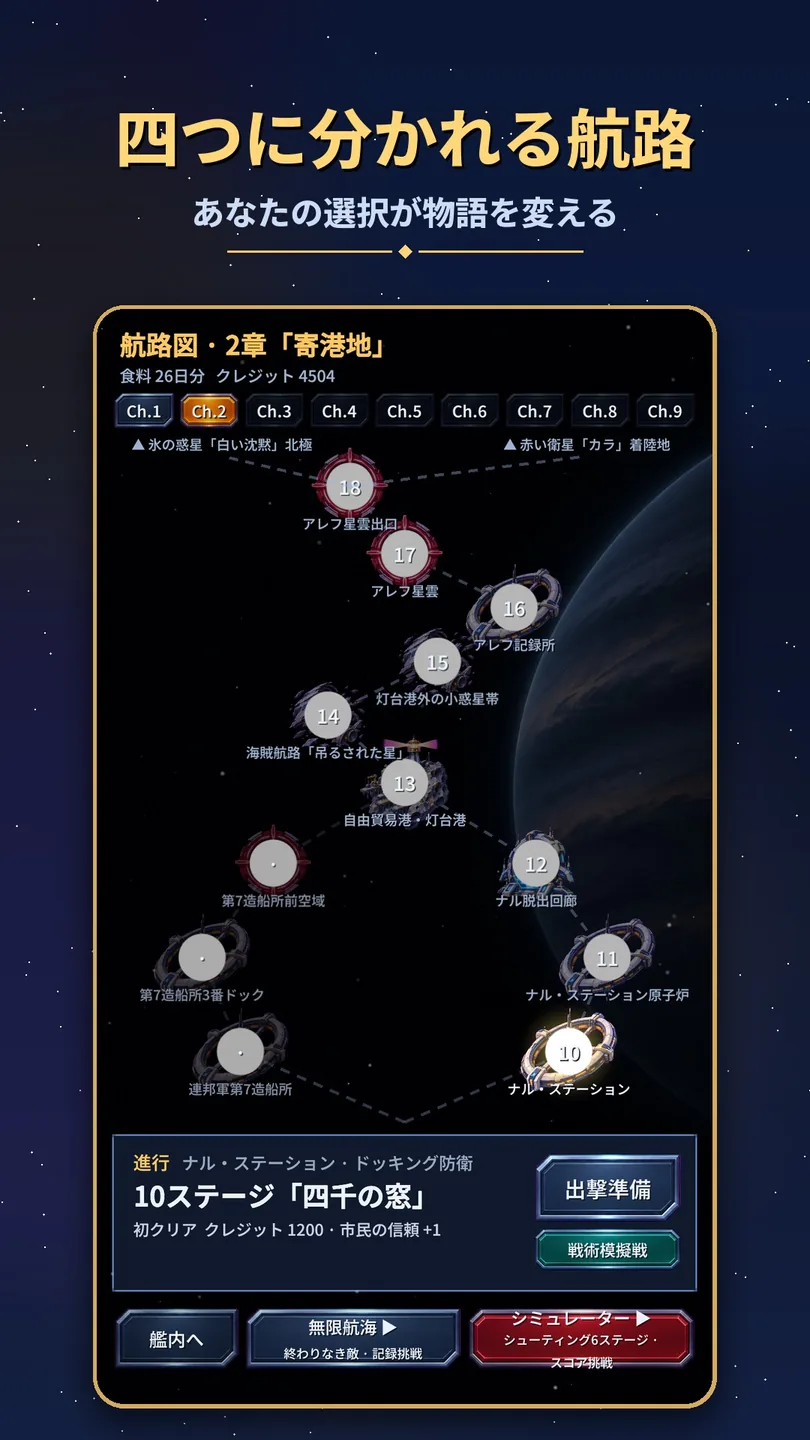 四つに分かれる航路
あなたの選択が物語を変える
航路図・2章「寄港地」
食料 26日分 クレジット 4504
Ch.1 Ch.2 Ch.3 Ch.4 Ch.5 Ch.6 Ch.7 Ch.8 Ch.9
▲ 氷の惑星「白い沈黙」北極 ▲ 赤い衛星「カラ」着陸地
18
アレフ星雲出口
17
アレフ星雲
16
アレフ記録所
15
灯台港外の小惑星帯
14
海賊航路「吊るされた星」
13
自由貿易港・灯台港
· 12
第7造船所前空域 ナル脱出回廊
· 11
第7造船所3番ドック ナル・ステーション原子炉
· 10
連邦軍第7造船所 ナル・ステーション
進行 ナル・ステーション・ドッキング防衛
10ステージ「四千の窓」
初クリア クレジット 1200・市民の信頼 +1
出撃準備
戦術模擬戦
艦内へ
無限航海 ▶
終わりなき敵・記録挑戦
シミュレーター ▶
シューティング6ステージ・
スコア挑戦